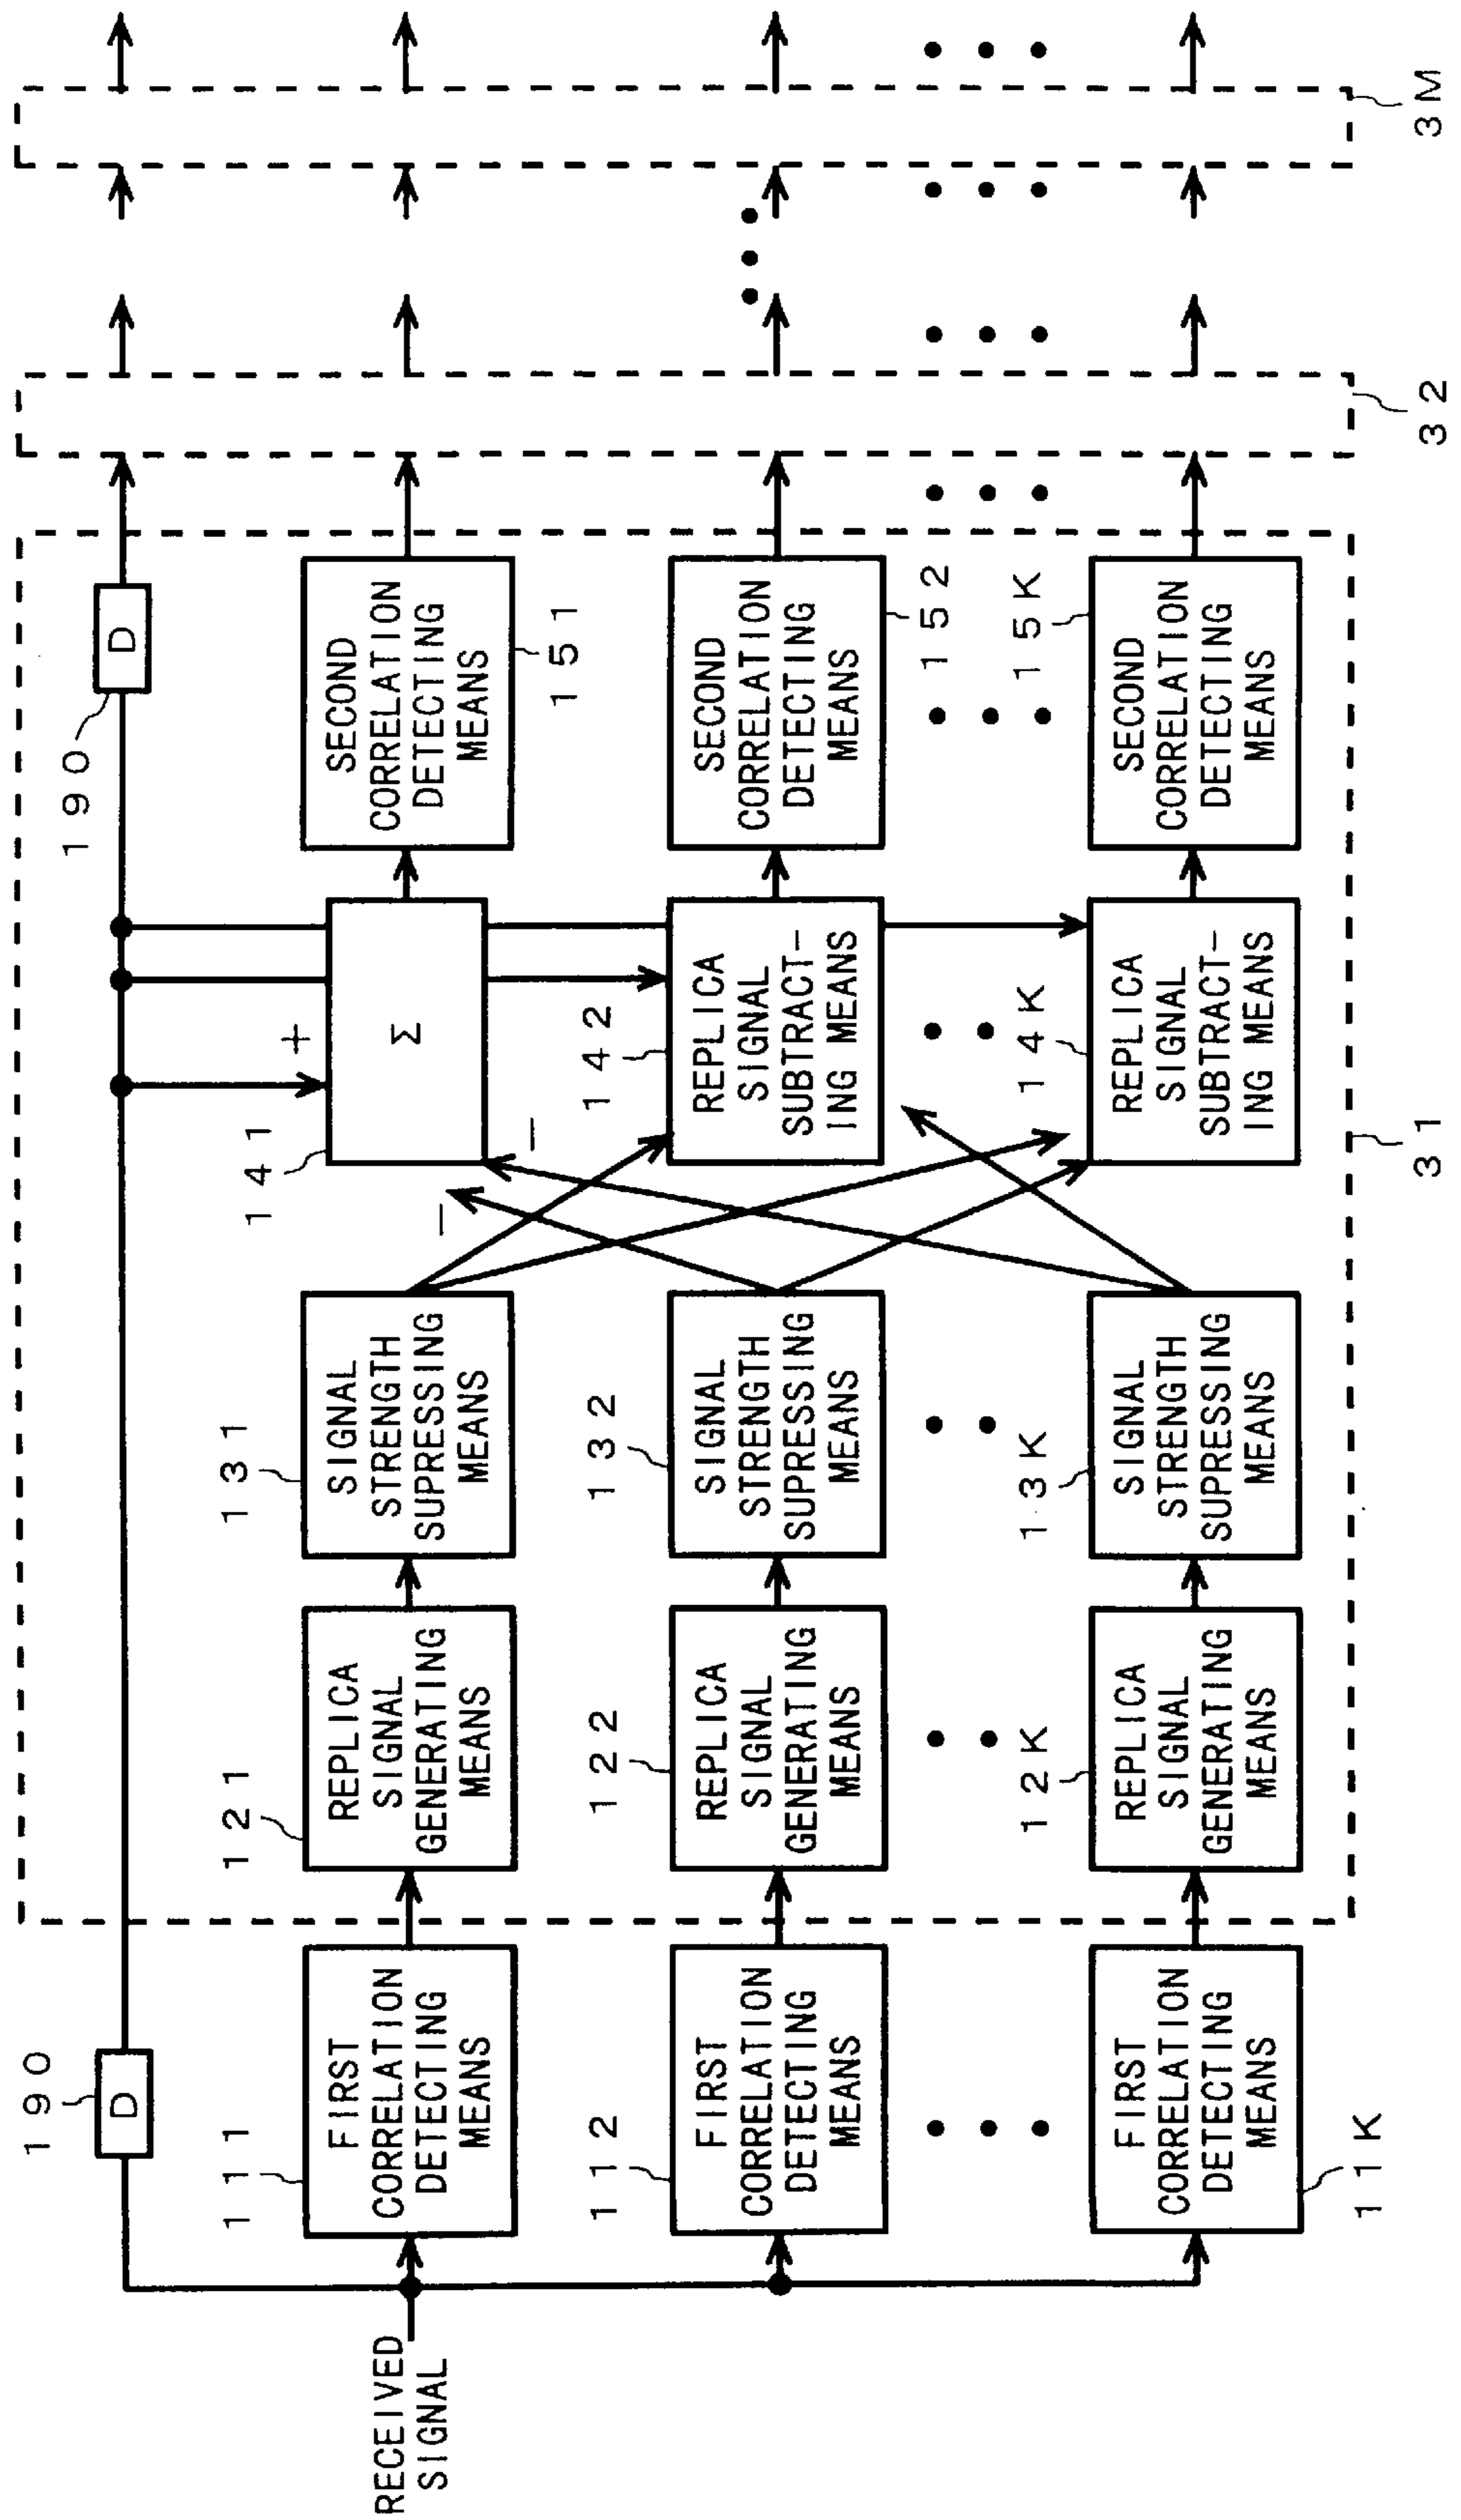 190
D
190
D
RECEIVED
SIGNAL
111
FIRST
CORRELATION
DETECTING
MEANS
121
REPLICA
SIGNAL
GENERATING
MEANS
131
SIGNAL
STRENGTH
SUPRESSING
MEANS
141
+
Σ
−
−
SECOND
CORRELATION
DETECTING
MEANS
151
112
FIRST
CORRELATION
DETECTING
MEANS
122
REPLICA
SIGNAL
GENERATING
MEANS
132
SIGNAL
STRENGTH
SUPRESSING
MEANS
142
REPLICA
SIGNAL
SUBTRACT-
ING MEANS
SECOND
CORRELATION
DETECTING
MEANS
152
11K
FIRST
CORRELATION
DETECTING
MEANS
12K
REPLICA
SIGNAL
GENERATING
MEANS
13K
SIGNAL
STRENGTH
SUPRESSING
MEANS
14K
REPLICA
SIGNAL
SUBTRACT-
ING MEANS
15K
SECOND
CORRELATION
DETECTING
MEANS
31
32
3M